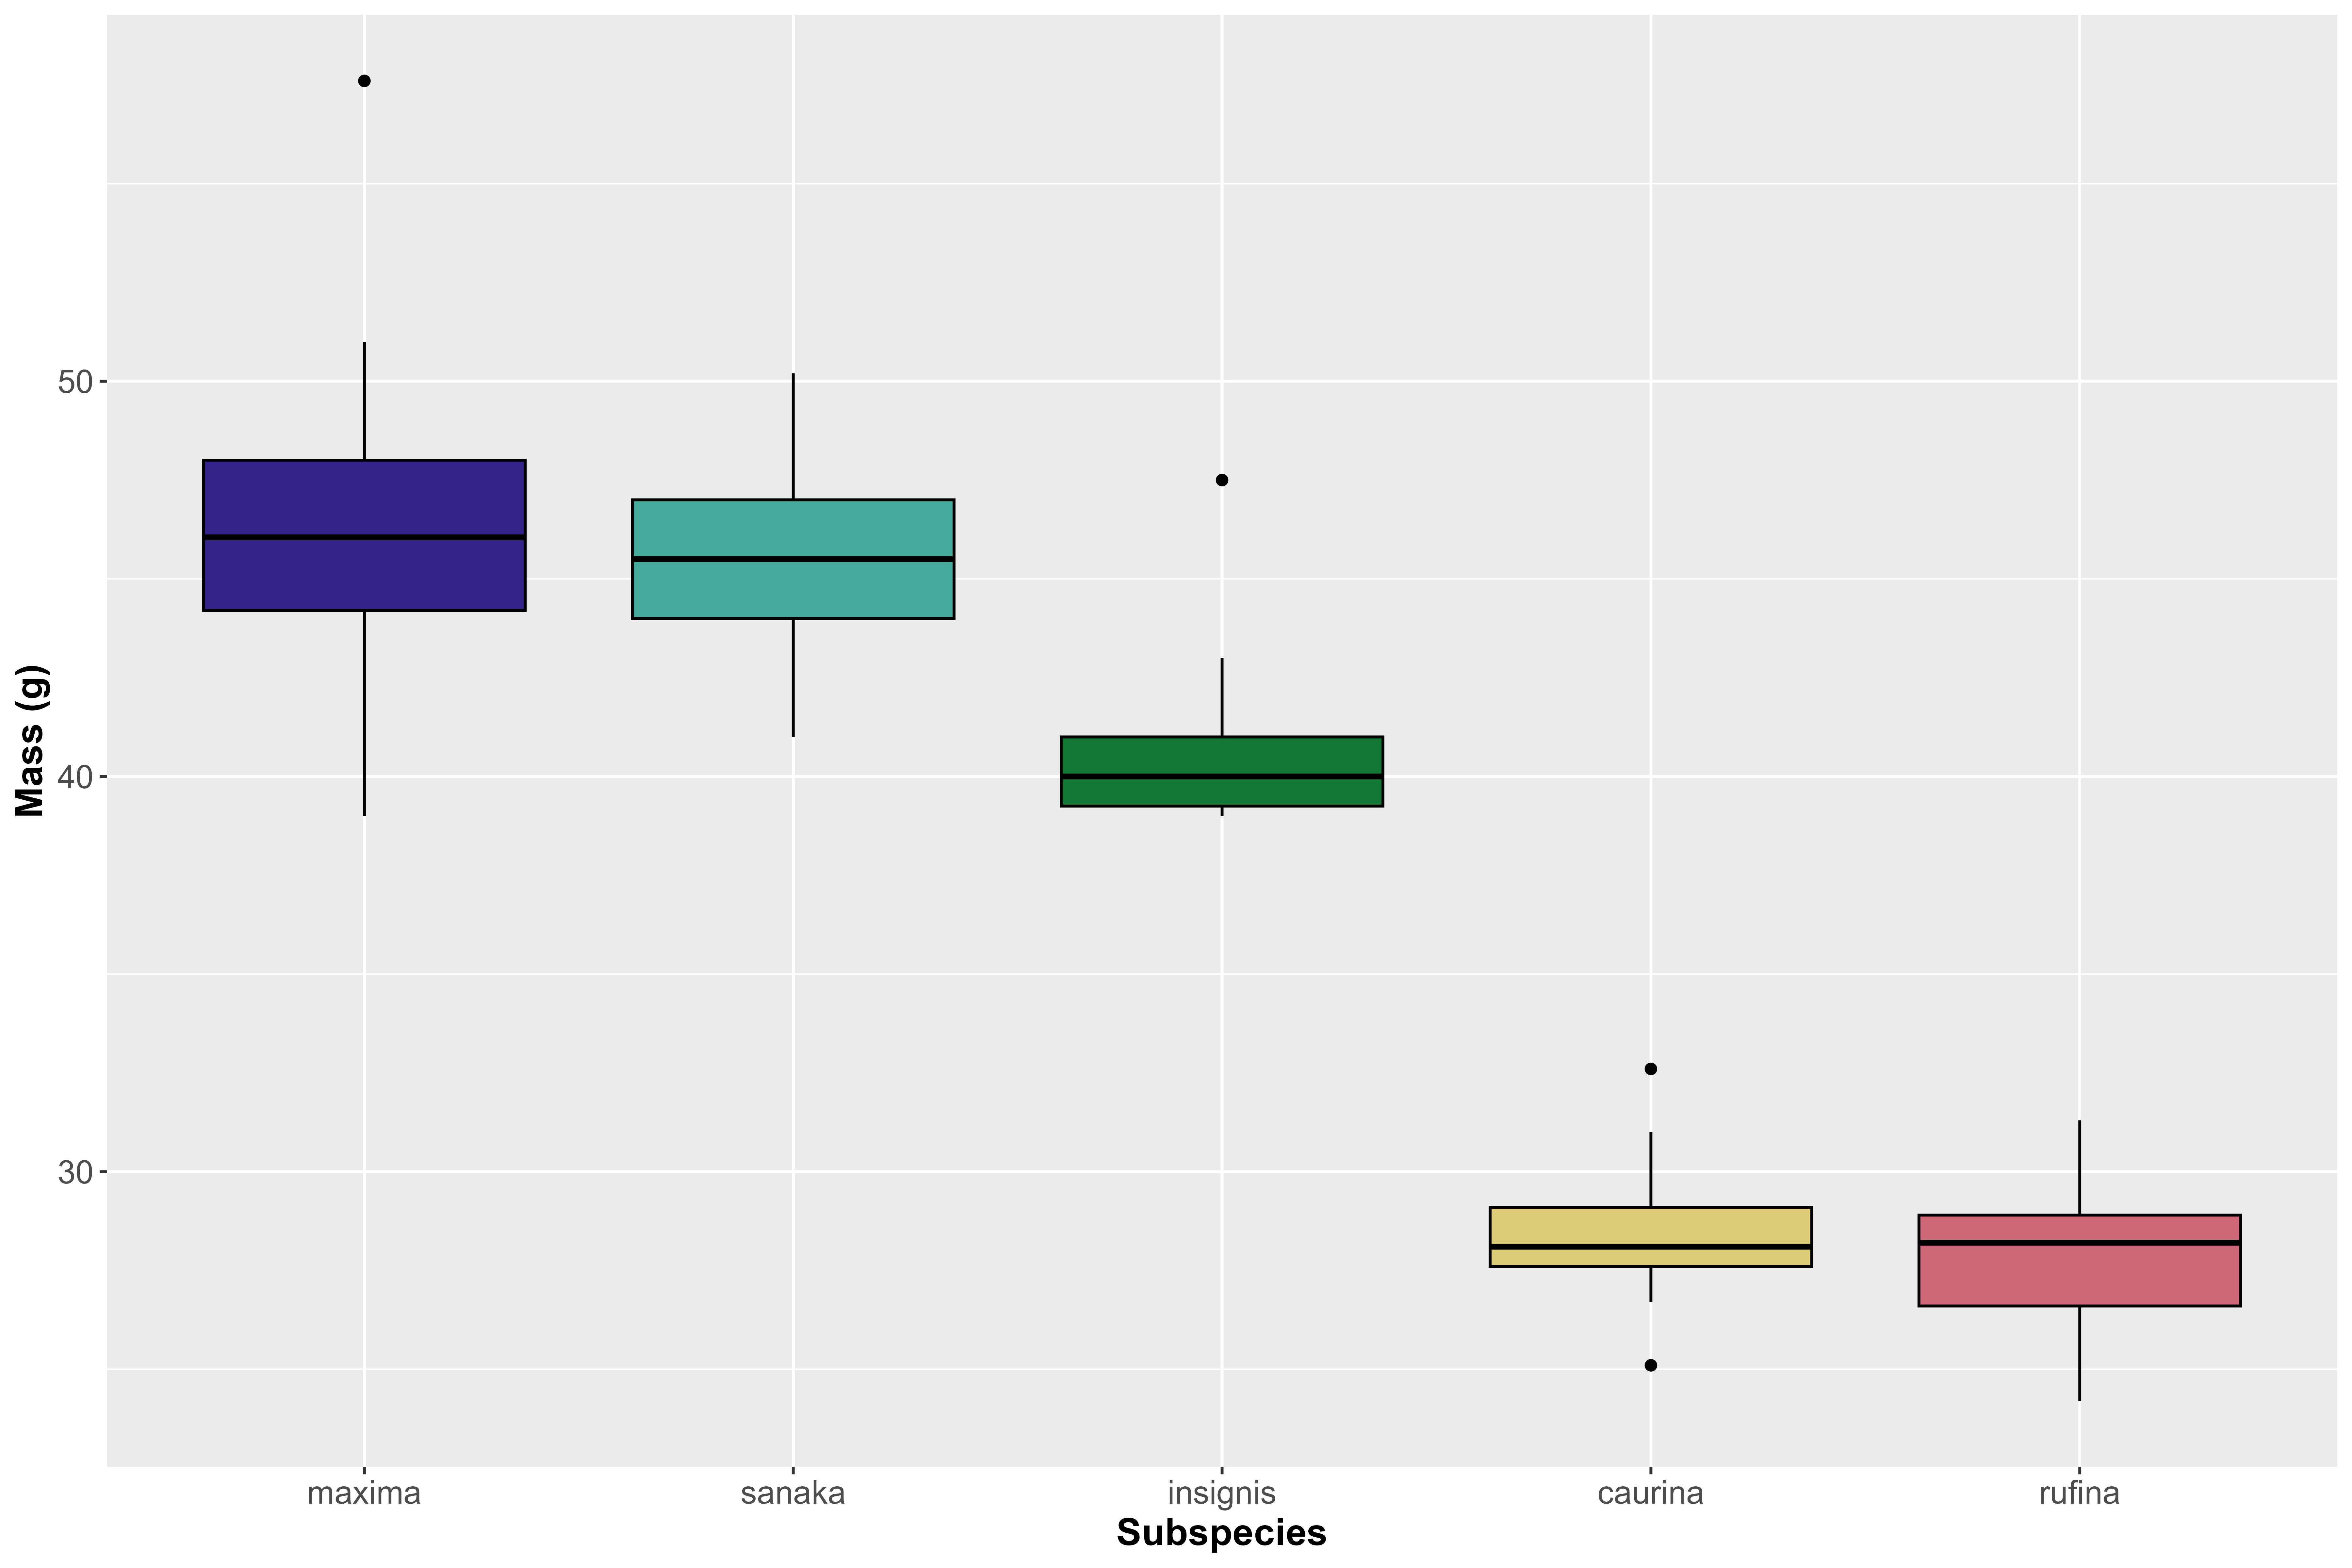 Mass (g)
50
40
30
maxima sanaka insignis caurina rufina
Subspecies